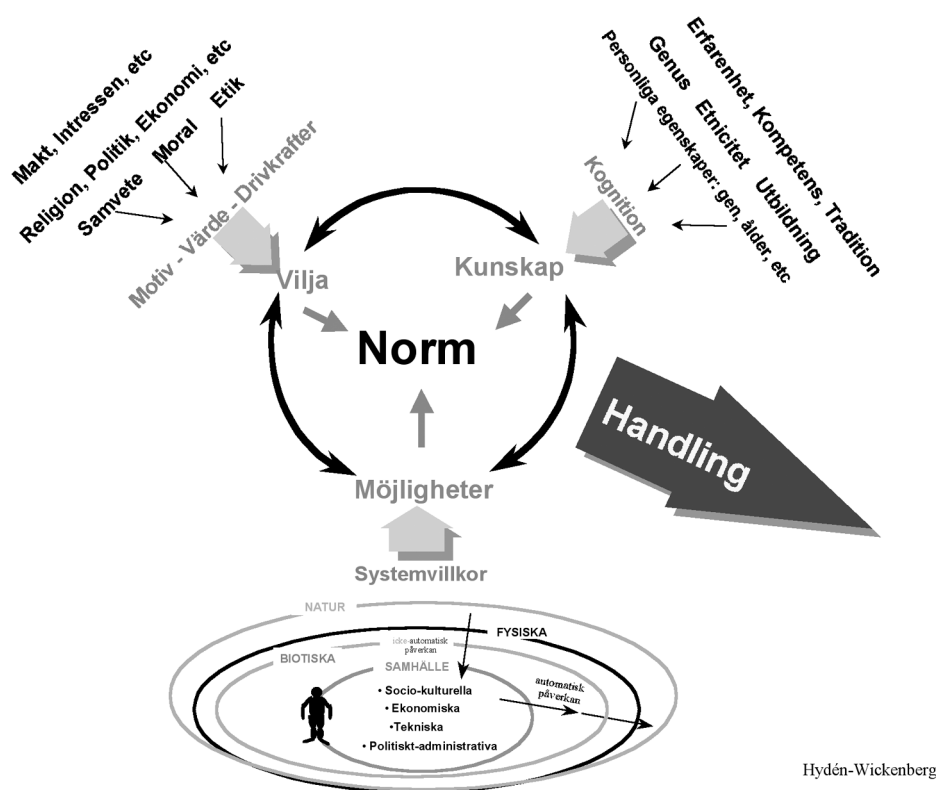 Makt, Intressen, etc
Religion, Politik, Ekonomi, etc
Samvete Moral Etik
Motiv - Värde - Drivkrafter
Vilja
Erfarenhet, Kompetens, Tradition
Genus Etnicitet Utbildning
Personliga egenskaper: gen, ålder, etc
Kognition
Kunskap
Norm
Handling
Möjligheter
Systemvillkor
NATUR
FYSISKA
icke-automatisk
påverkan
BIOTISKA
SAMHÄLLE
• Socio-kulturella
• Ekonomiska
• Tekniska
• Politiskt-administrativa
automatisk
påverkan
Hydén-Wickenberg